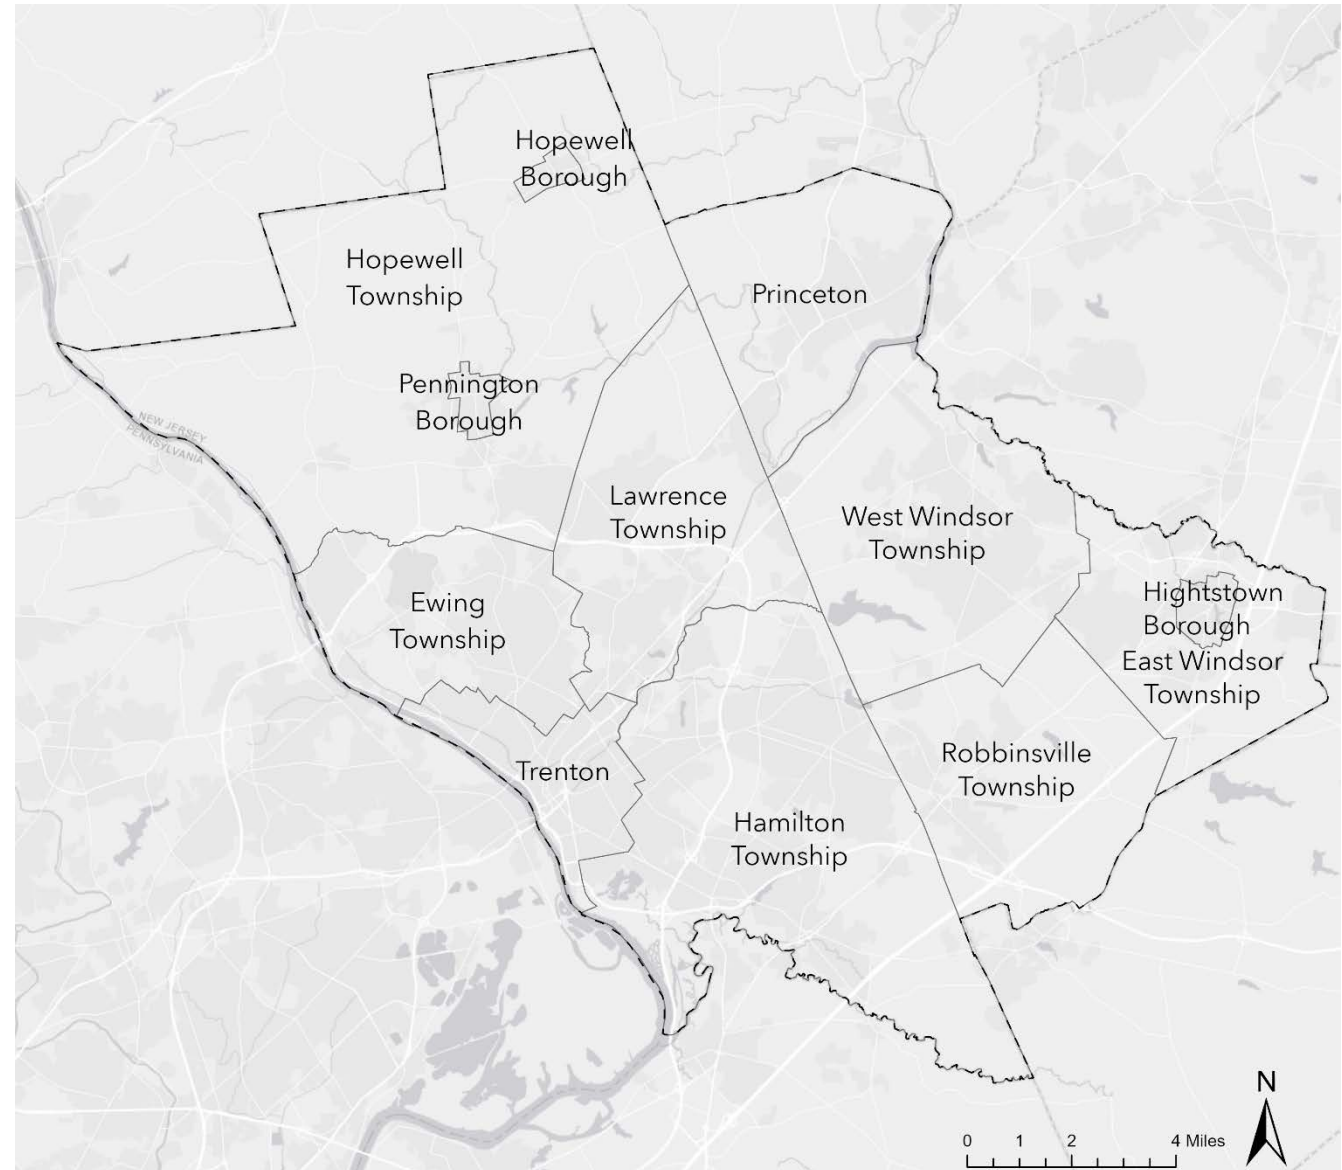 Hopewell
Borough
Hopewell
Township
Princeton
Pennington
Borough
NEW JERSEY
PENNSYLVANIA
Lawrence
Township
West Windsor
Township
Ewing
Township
Hightstown
Borough
East Windsor
Township
Trenton
Robbinsville
Township
Hamilton
Township
N
0 1 2 4 Miles